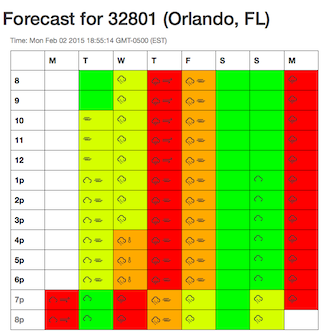 Forecast for 32801 (Orlando, FL)
Time: Mon Feb 02 2015 18:55:14 GMT-0500 (EST)
M T W T F S S M
8
9
10
11
12
1p
2p
3p
4p
5p
6p
7p
8p